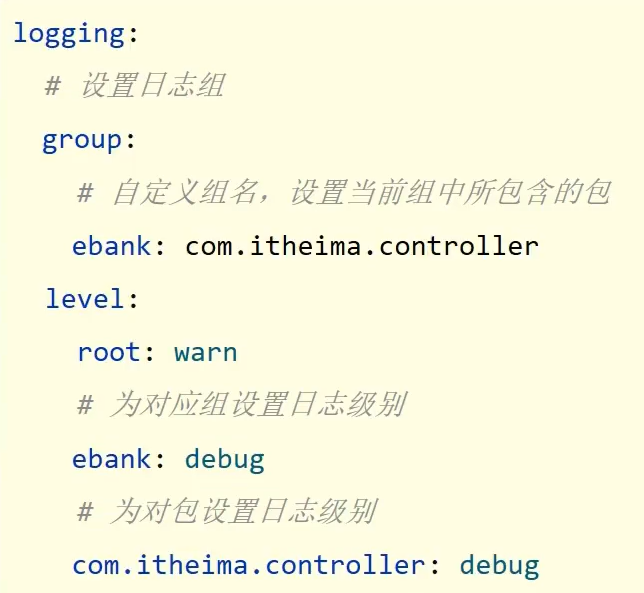 logging:
# 设置日志组
group:
# 自定义组名，设置当前组中所包含的包
ebank: com.itheima.controller
level:
root: warn
# 为对应组设置日志级别
ebank: debug
# 为对包设置日志级别
com.itheima.controller: debug